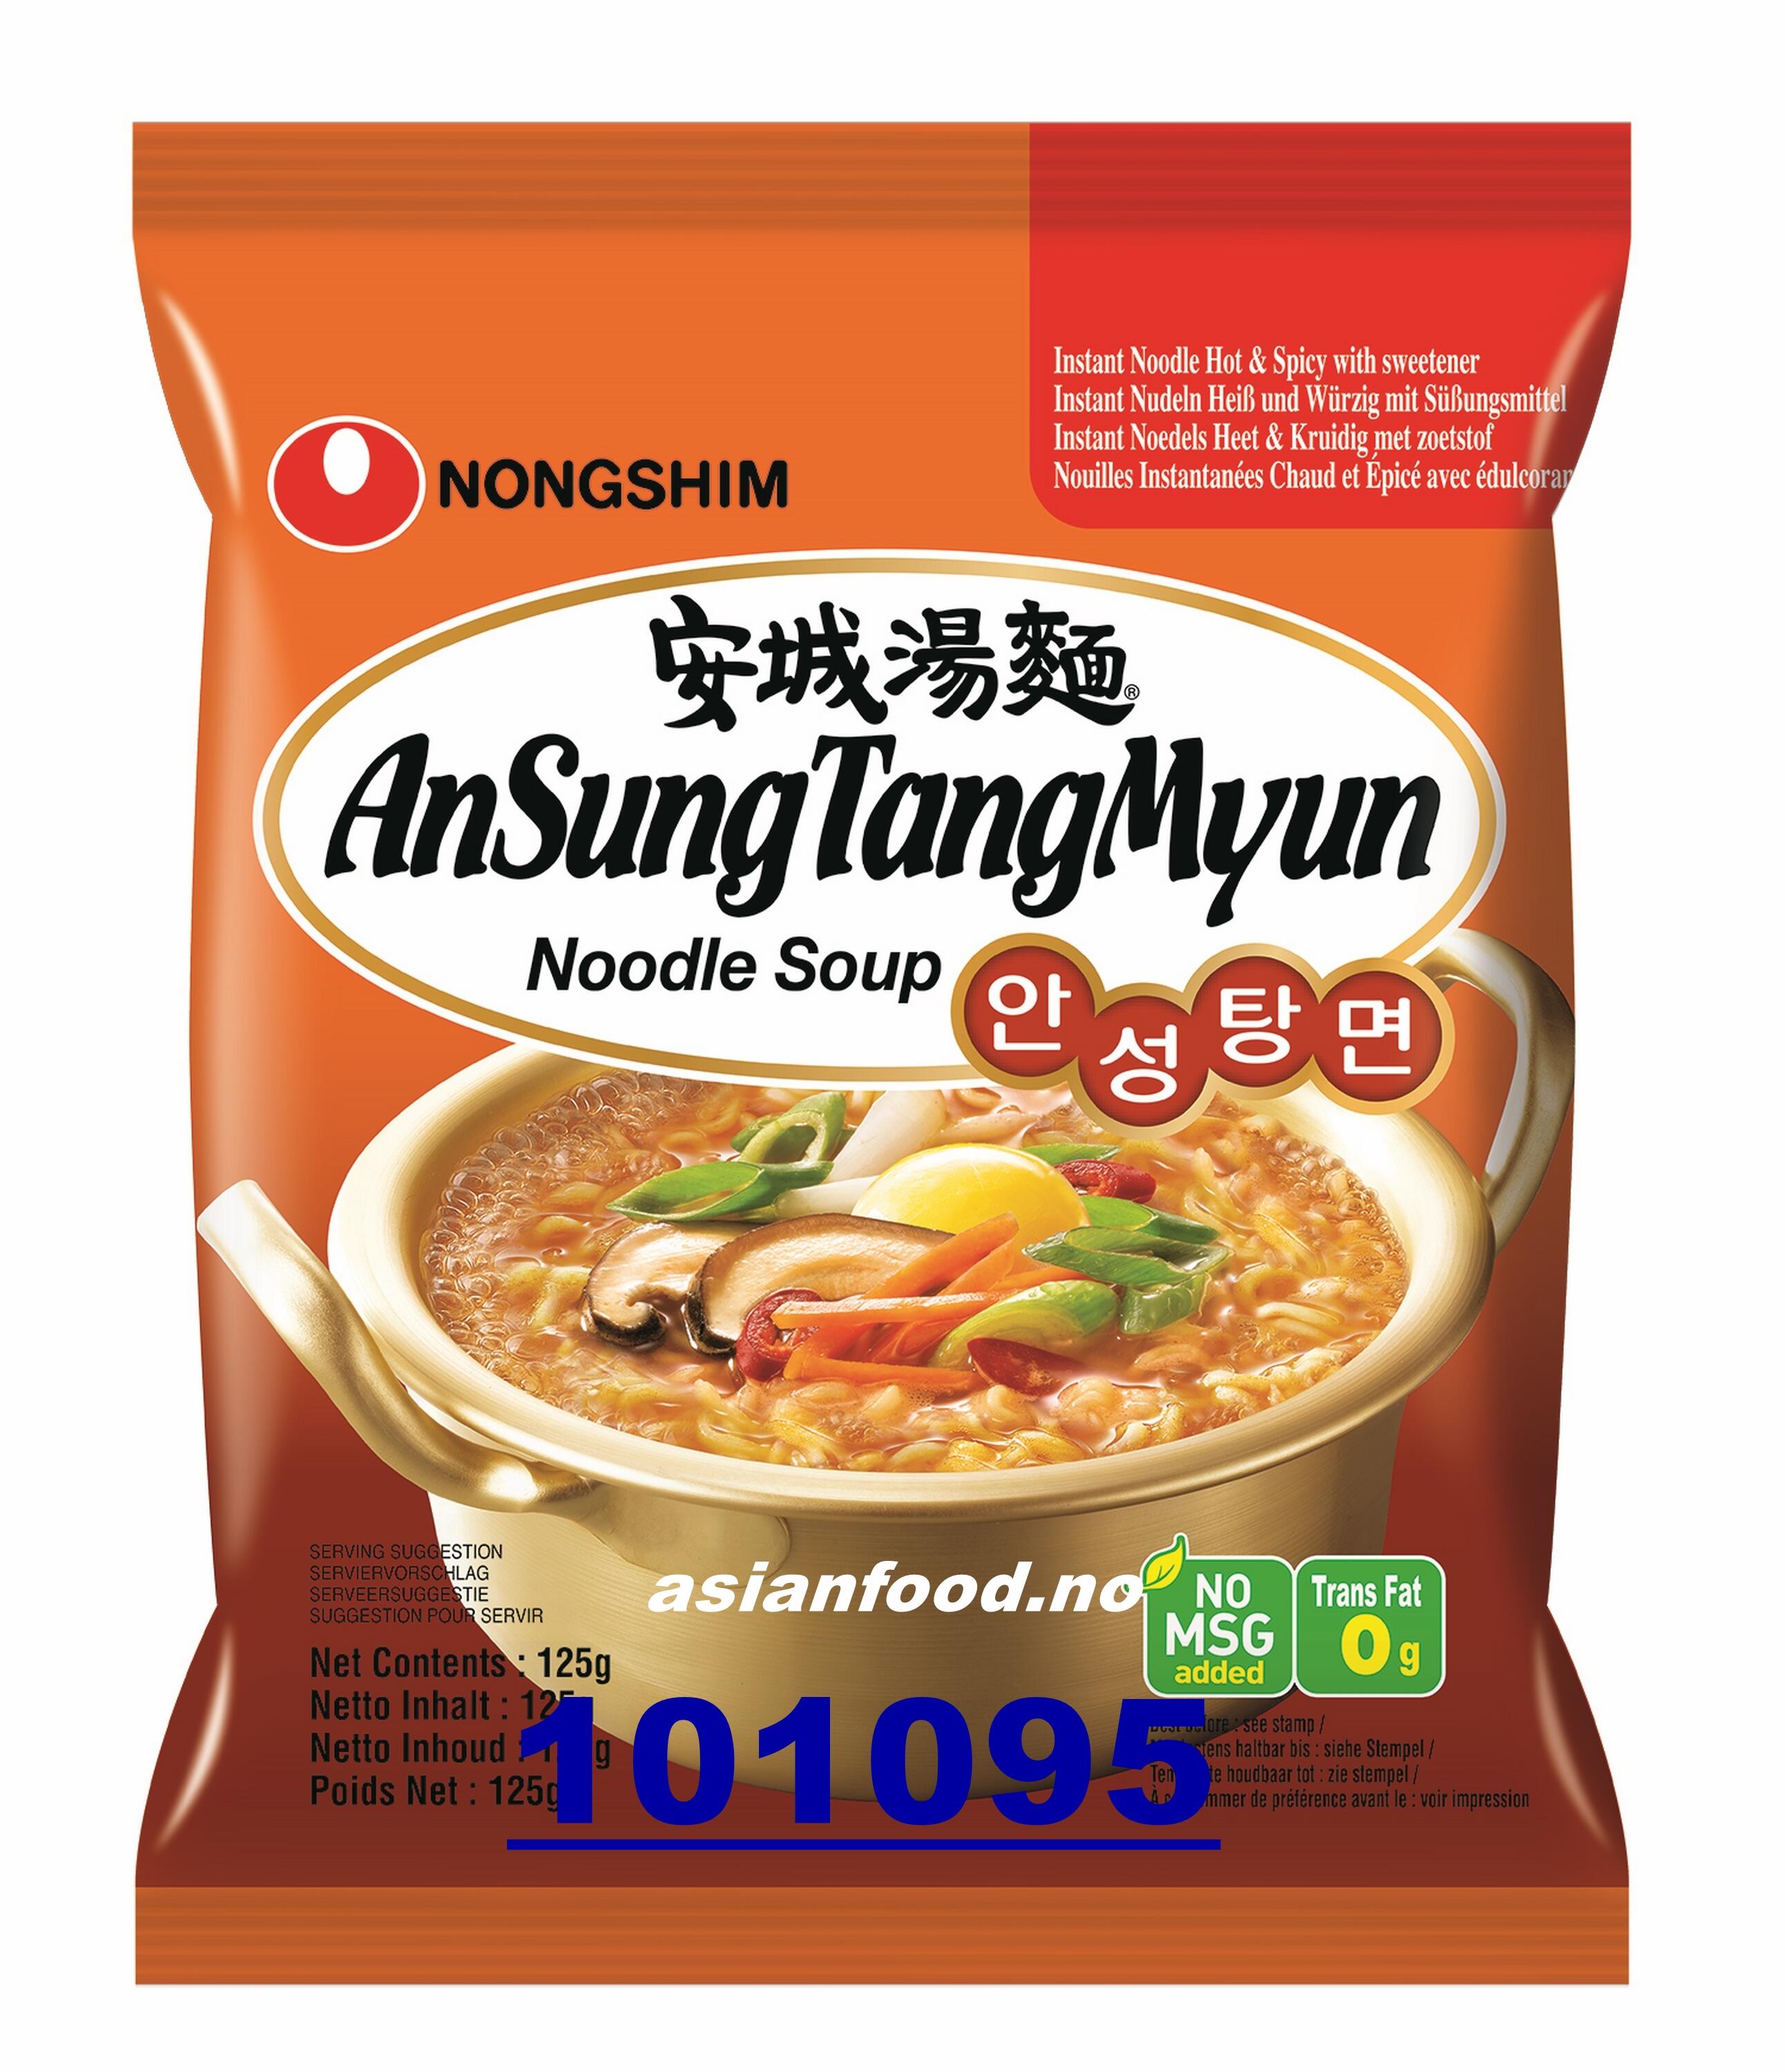 Instant Noodle Hot & Spicy with sweetener
Instant Nudeln Heiß und Würzig mit Süßungsmittel
Instant Noedels Heet & Kruidig met zoetstof
Nouilles Instantanées Chaud et Épicé avec
NONGSHIM
安城湯麵®
AnSungTangMyun
Noodle Soup
안성탕면
SERVING SUGGESTION
SERVIERVORSCHLAG
SERVEERSUGGESTIE
SUGGESTION POUR SERVIR
asianfood.no
NO
MSG
added
Trans Fat
0 g
Net Contents : 125g
Netto Inhalt :
Netto Inhoud :
Poids Net : 125g
101095
see stamp /
haltbar bis : siehe Stempel /
houdbaar tot : zie stempel /
de préférence avant le : voir impression